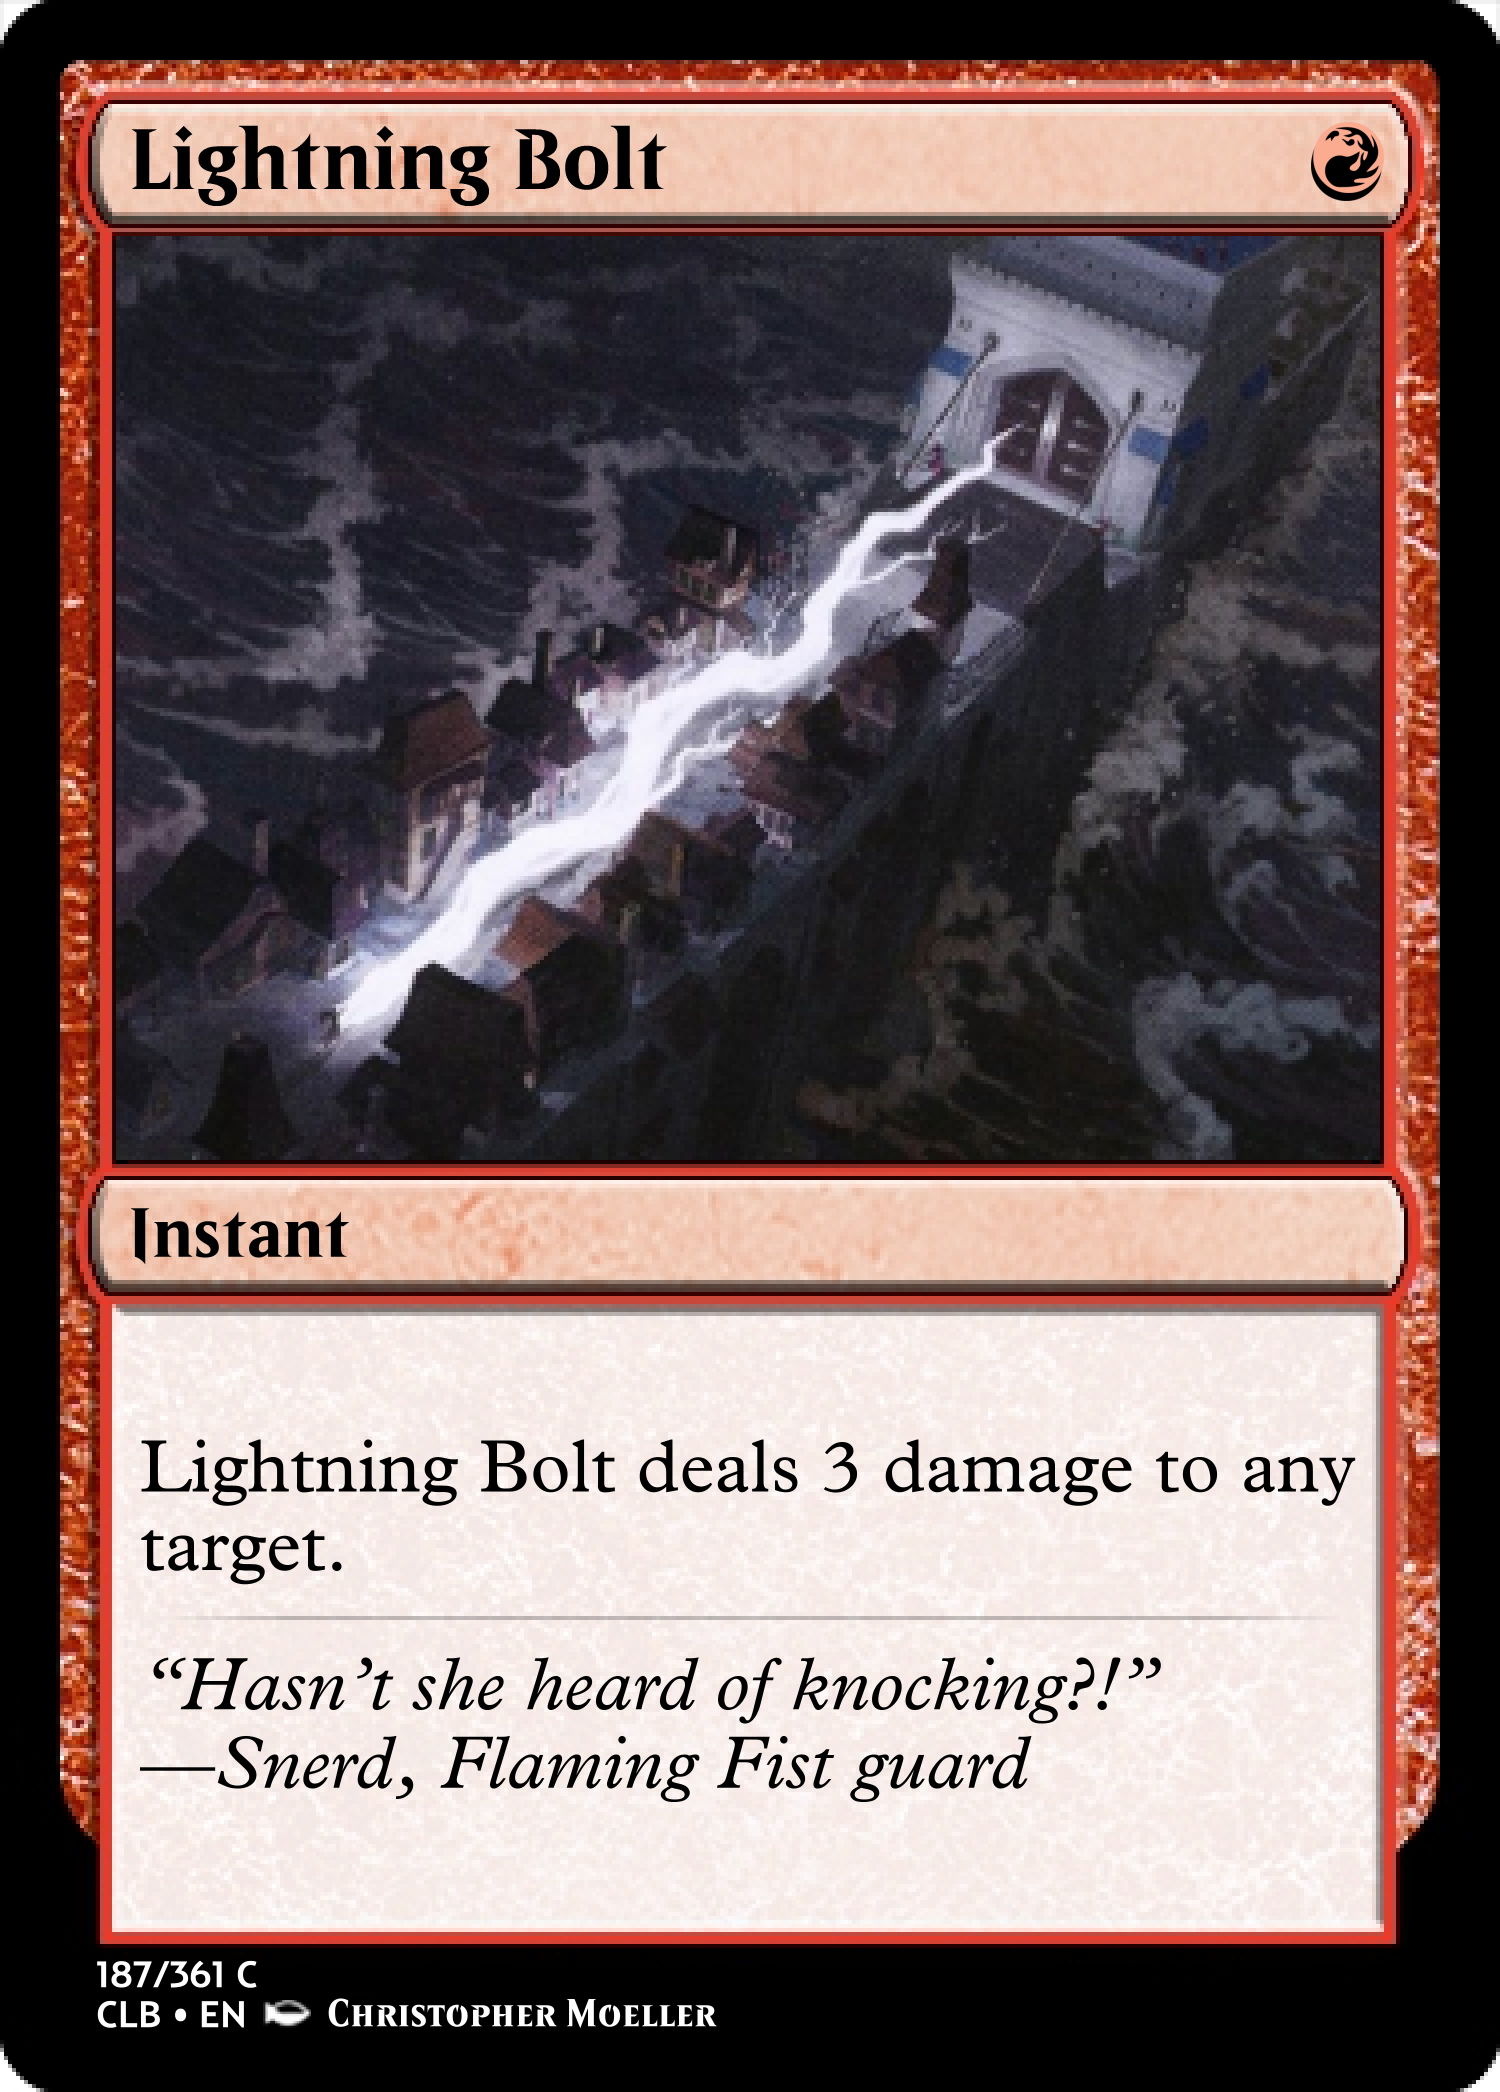 Lightning Bolt
Instant
Lightning Bolt deals 3 damage to any
target.
“Hasn’t she heard of knocking?!”
—Snerd, Flaming Fist guard
187/361 C
CLB • EN Christopher Moeller